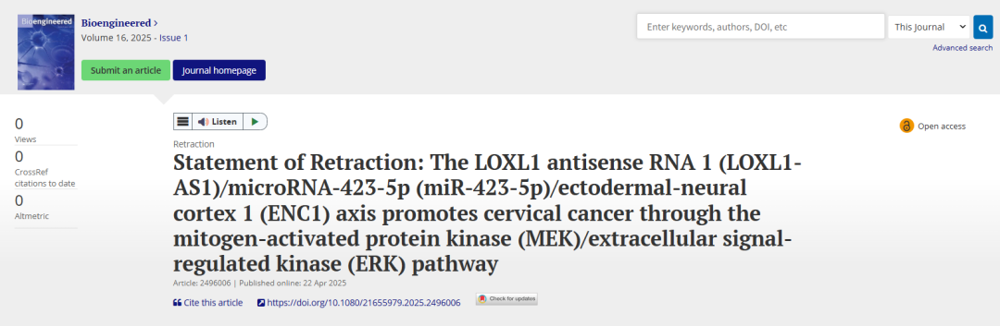 Bioengineered
Bioengineered >
Volume 16, 2025 - Issue 1
Submit an article
Journal homepage
Enter keywords, authors, DOI, etc
This Journal
Advanced search
0
Views
0
CrossRef
citations to date
0
Altmetric
Listen
Open access
Retraction
Statement of Retraction: The LOXL1 antisense RNA 1 (LOXL1-
AS1)/microRNA-423-5p (miR-423-5p)/ectodermal-neural
cortex 1 (ENC1) axis promotes cervical cancer through the
mitogen-activated protein kinase (MEK)/extracellular signal-
regulated kinase (ERK) pathway
Article: 2496006 | Published online: 22 Apr 2025
Cite this article
https://doi.org/10.1080/21655979.2025.2496006
Check for updates